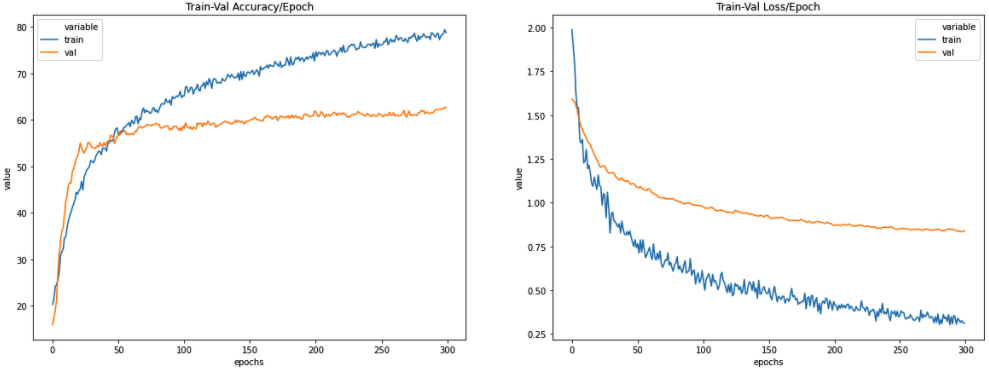 Train-Val Accuracy/Epoch
variable
train
val
value
80
70
60
50
40
30
20
0
50
100
150
200
250
300
epochs
Train-Val Loss/Epoch
variable
train
val
value
2.00
1.75
1.50
1.25
1.00
0.75
0.50
0.25
0
50
100
150
200
250
300
epochs